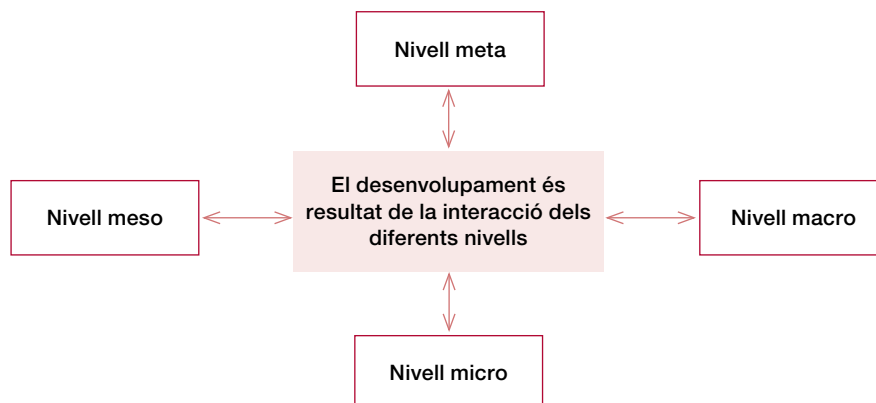 Nivell meta
El desenvolupament és
resultat de la interacció dels
diferents nivells
Nivell meso
Nivell macro
Nivell micro